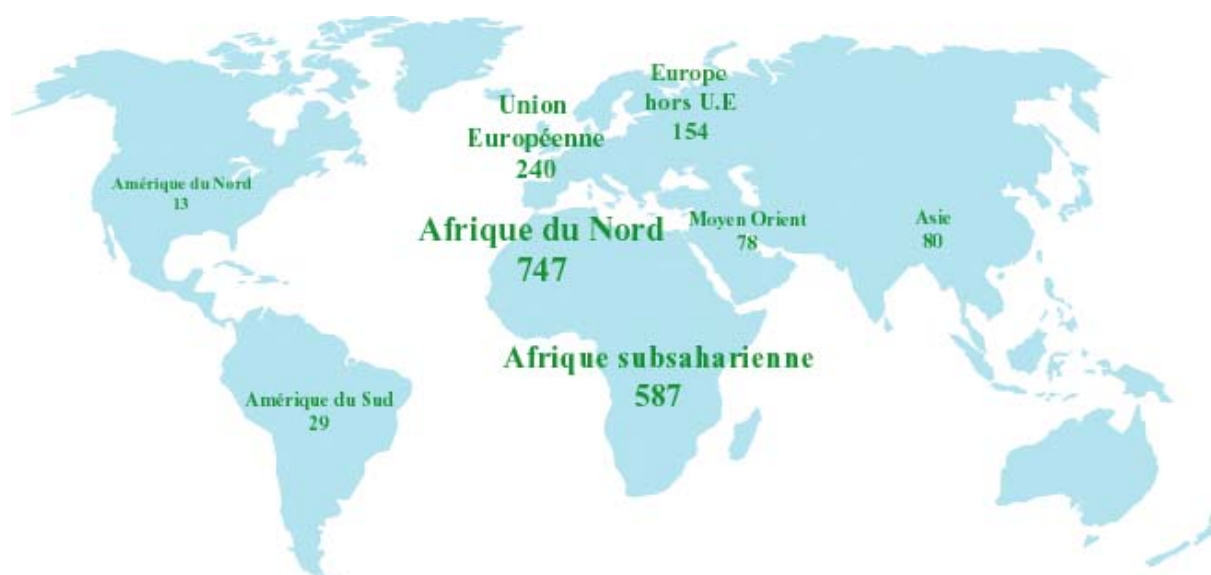 Europe
hors U.E
154
Union
Européenne
240
Amérique du Nord
13
Afrique du Nord
747
Moyen Orient
78
Asie
80
Afrique subsaharienne
587
Amérique du Sud
29